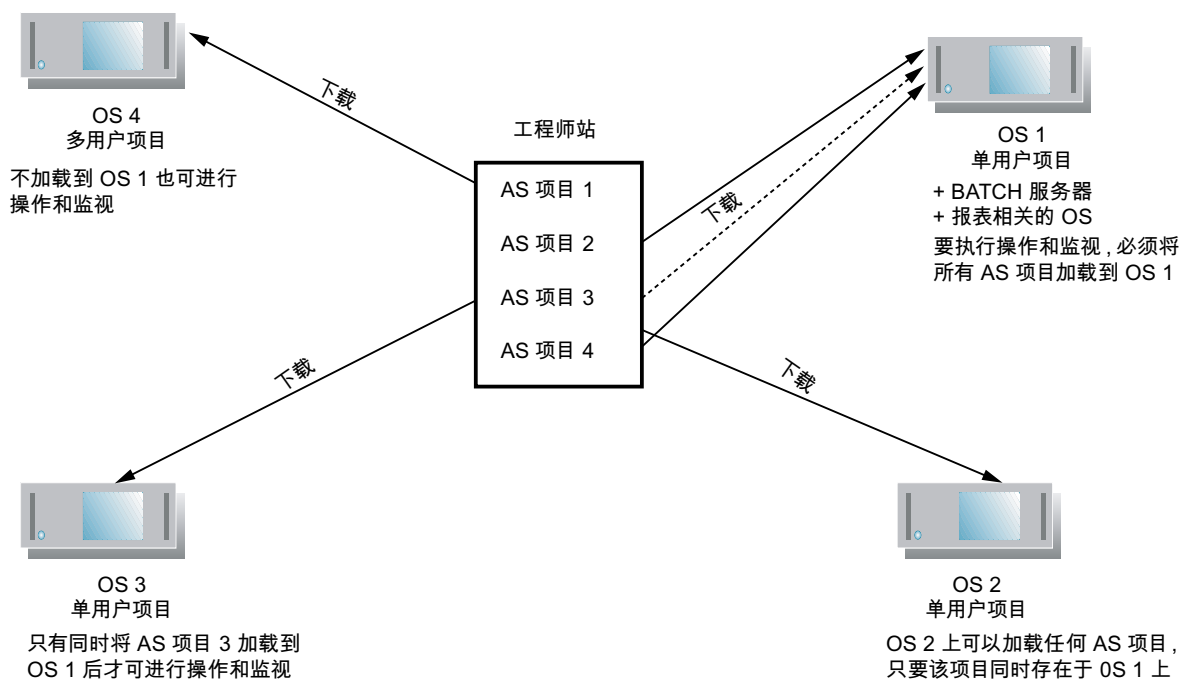 OS 4
多用户项目
不加载到 OS 1 也可进行
操作和监视
下载
工程师站
AS 项目 1
AS 项目 2
AS 项目 3
AS 项目 4
下载
OS 1
单用户项目
+ BATCH 服务器
+ 报表相关的 OS
要执行操作和监视 , 必须将
所有 AS 项目加载到 OS 1
下载
下载
OS 3
单用户项目
只有同时将 AS 项目 3 加载到
OS 1 后才可进行操作和监视
OS 2
单用户项目
OS 2 上可以加载任何 AS 项目 ,
只要该项目同时存在于 0S 1 上